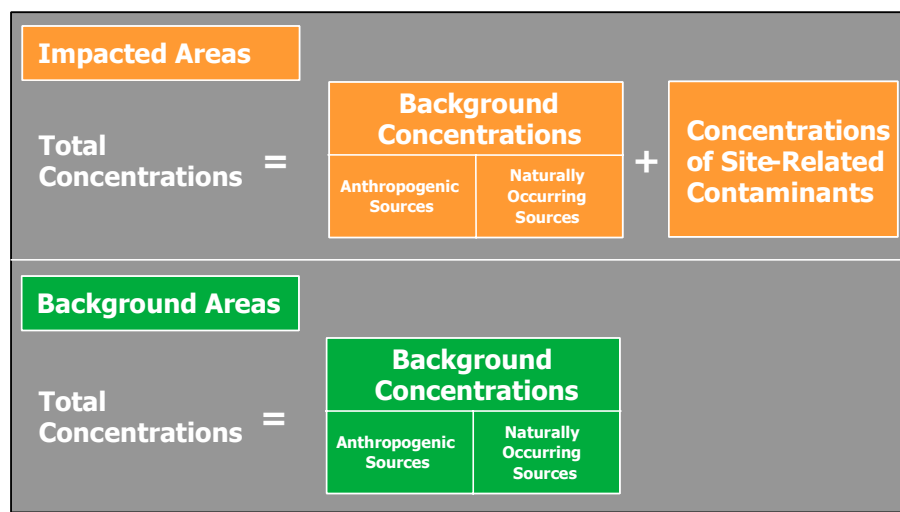 Impacted Areas
Total
Concentrations
=
Background
Concentrations
Anthropogenic
Sources
Naturally
Occurring
Sources
+
Concentrations
of Site-Related
Contaminants
Background Areas
Total
Concentrations
=
Background
Concentrations
Anthropogenic
Sources
Naturally
Occurring
Sources